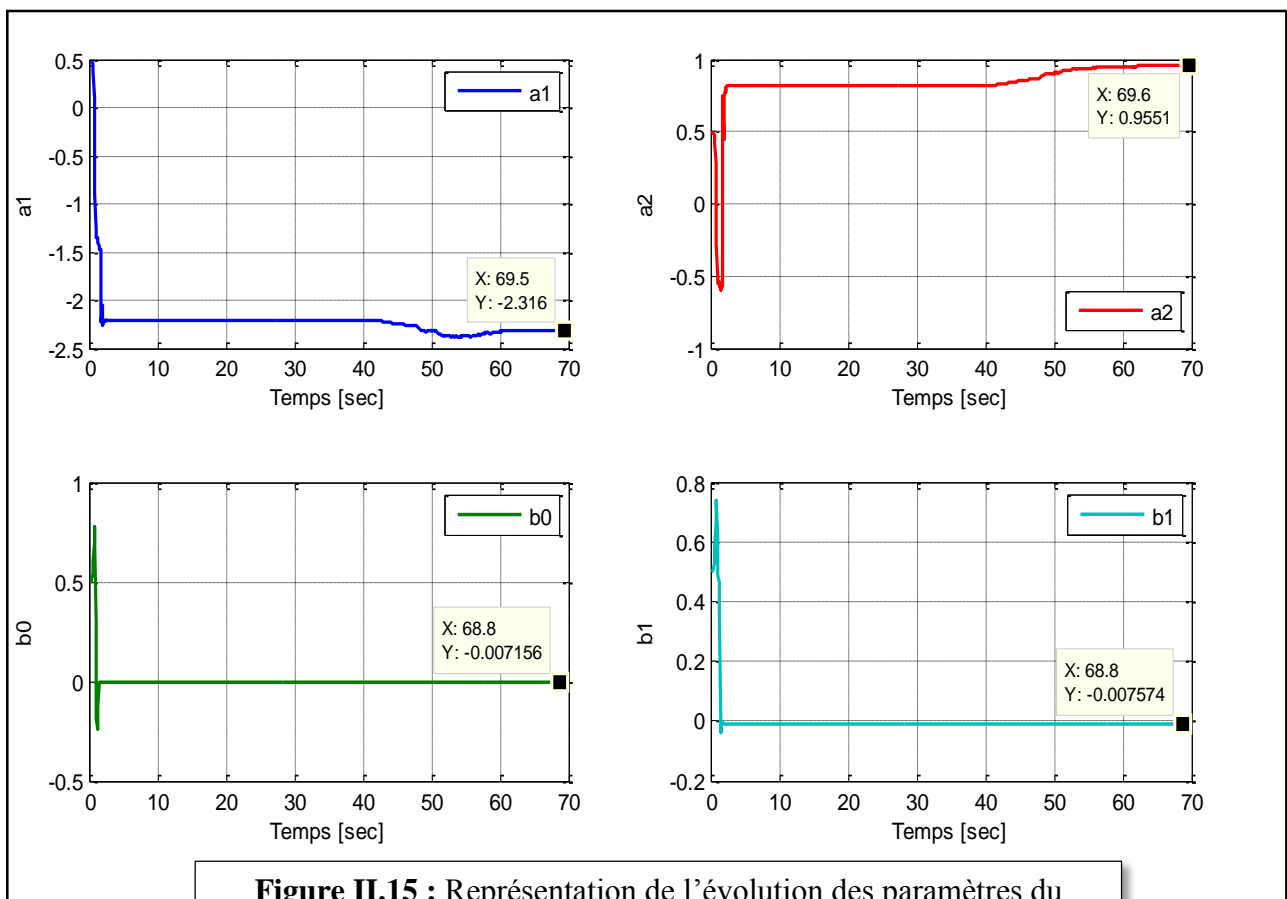 0.5
0
-0.5
-1
-1.5
-2
-2.5
a1
a1
X: 69.5
Y: -2.316
0 10 20 30 40 50 60 70
Temps [sec]
1
0.5
0
-0.5
-1
a2
X: 69.6
Y: 0.9551
a2
0 10 20 30 40 50 60 70
Temps [sec]
1
0.5
0
-0.5
b0
b0
X: 68.8
Y: -0.007156
0 10 20 30 40 50 60 70
Temps [sec]
0.8
0.6
0.4
0.2
0
-0.2
b1
b1
X: 68.8
Y: -0.007574
0 10 20 30 40 50 60 70
Temps [sec]
Figure II.15 : Représentation de l’évolution des paramètres du